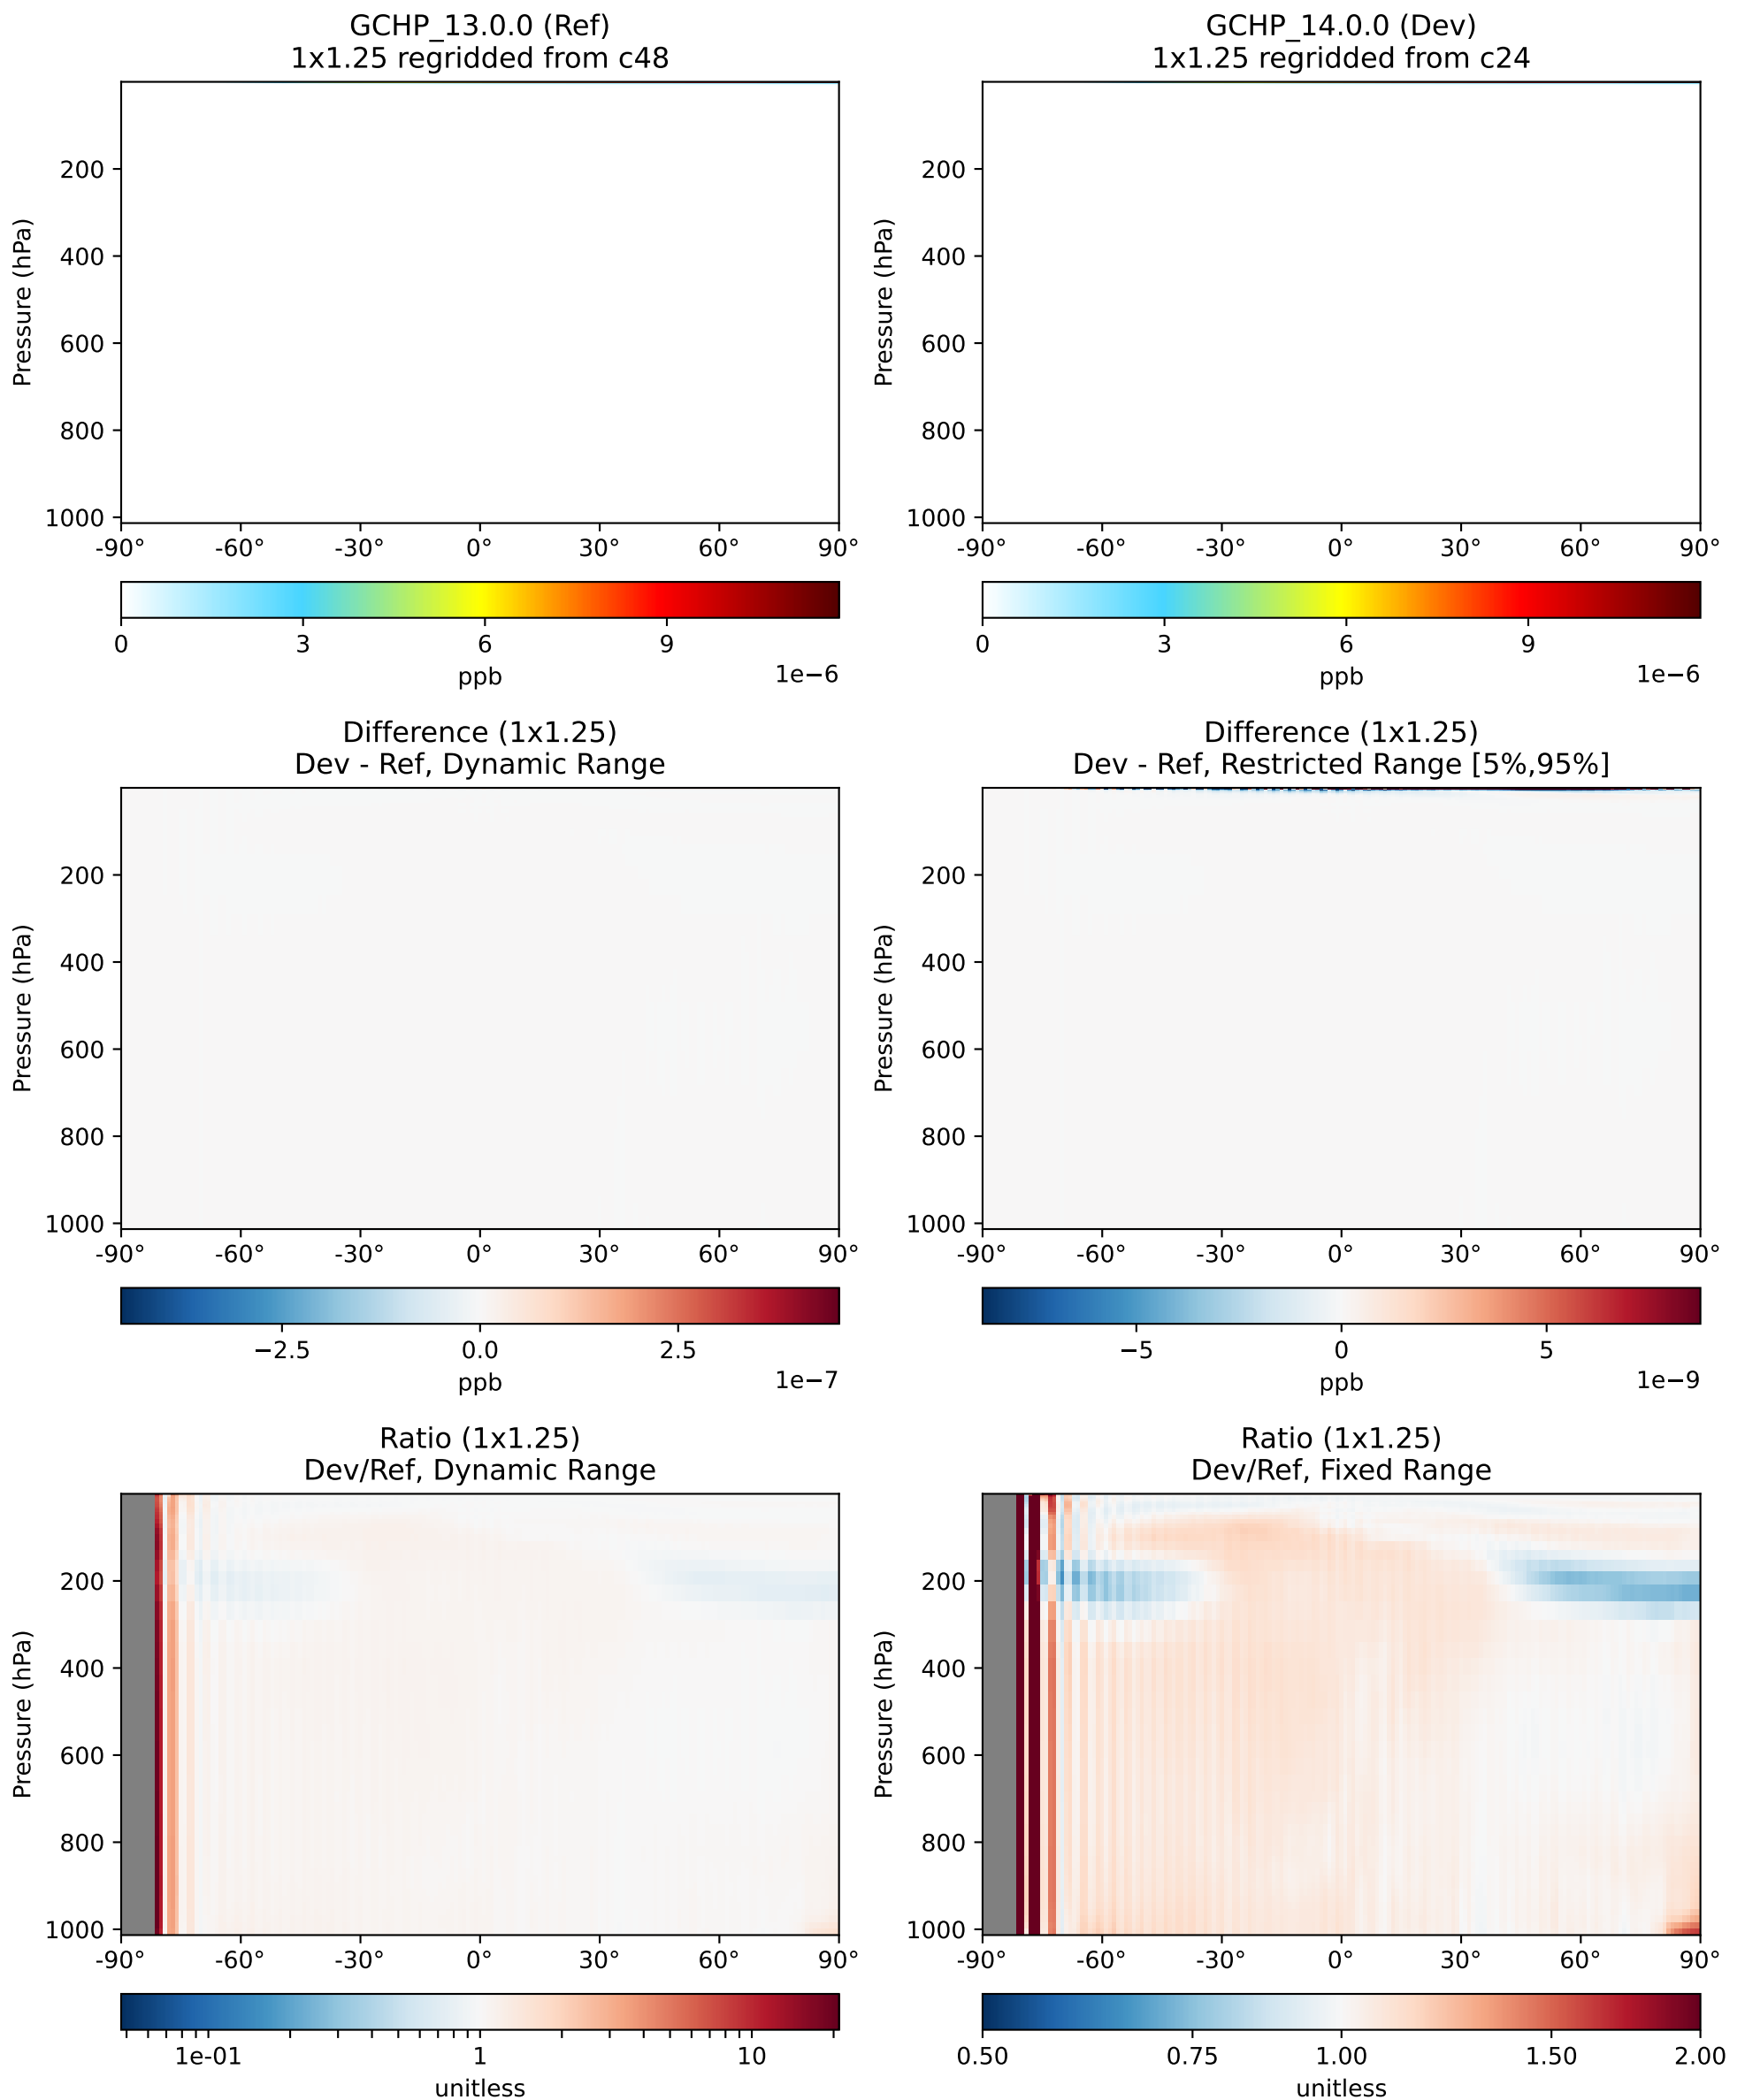 GCHP_13.0.0 (Ref)
1x1.25 regridded from c48
Pressure (hPa)
200
400
600
800
1000
-90° -60° -30° 0° 30° 60° 90°
0 3 6 9
ppb
1e−6
GCHP_14.0.0 (Dev)
1x1.25 regridded from c24
Pressure (hPa)
200
400
600
800
1000
-90° -60° -30° 0° 30° 60° 90°
0 3 6 9
ppb
1e−6
Difference (1x1.25)
Dev - Ref, Dynamic Range
Pressure (hPa)
200
400
600
800
1000
-90° -60° -30° 0° 30° 60° 90°
−2.5 0.0 2.5
ppb
1e−7
Difference (1x1.25)
Dev - Ref, Restricted Range [5%,95%]
Pressure (hPa)
200
400
600
800
1000
-90° -60° -30° 0° 30° 60° 90°
−5 0 5
ppb
1e−9
Ratio (1x1.25)
Dev/Ref, Dynamic Range
Pressure (hPa)
200
400
600
800
1000
-90° -60° -30° 0° 30° 60° 90°
1e-01 1 10
unitless
Ratio (1x1.25)
Dev/Ref, Fixed Range
Pressure (hPa)
200
400
600
800
1000
-90° -60° -30° 0° 30° 60° 90°
0.50 0.75 1.00 1.50 2.00
unitless